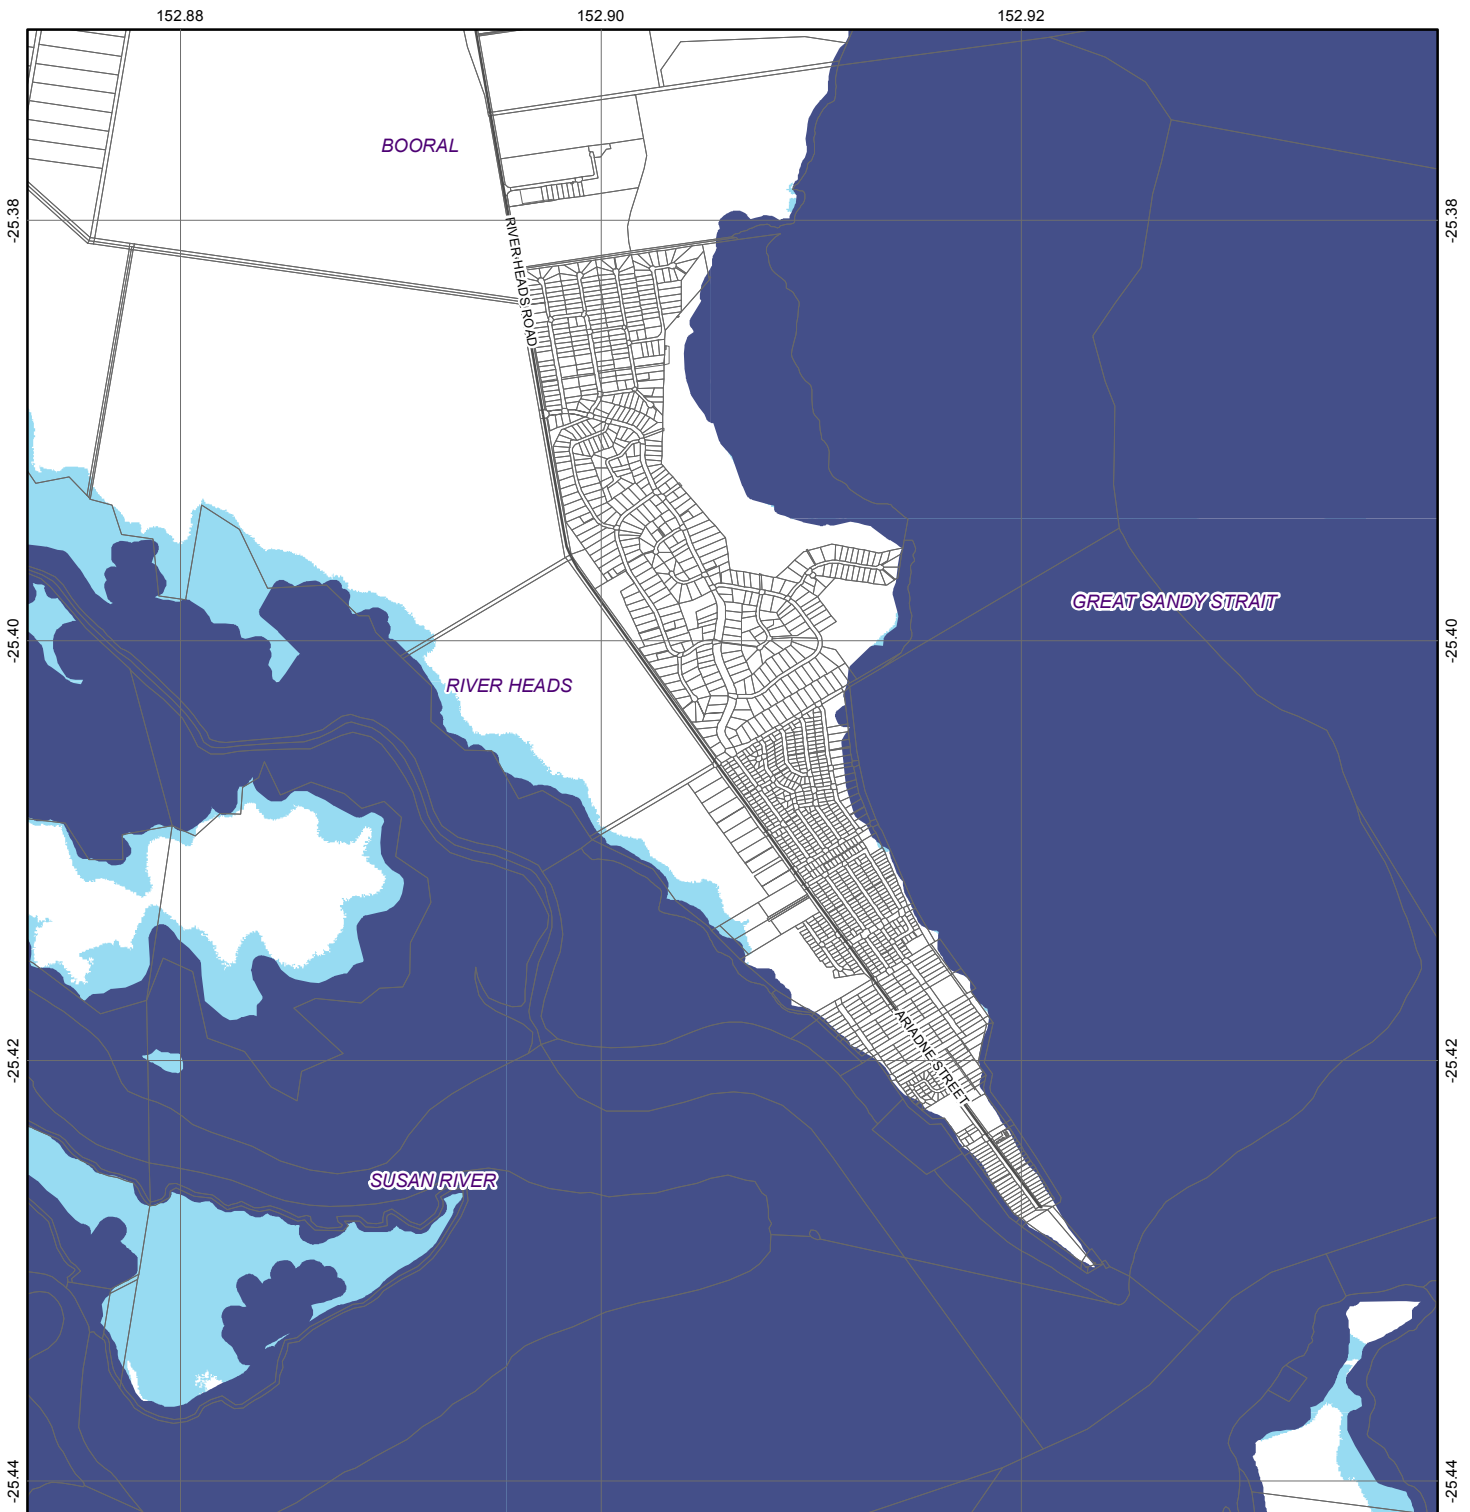 152.88
152.90
152.92
BOORAL
-25.38
-25.38
RIVER HEADS ROAD
GREAT SANDY STRAIT
-25.40
-25.40
RIVER HEADS
ARIADNE STREET
-25.42
-25.42
SUSAN RIVER
-25.44
-25.44